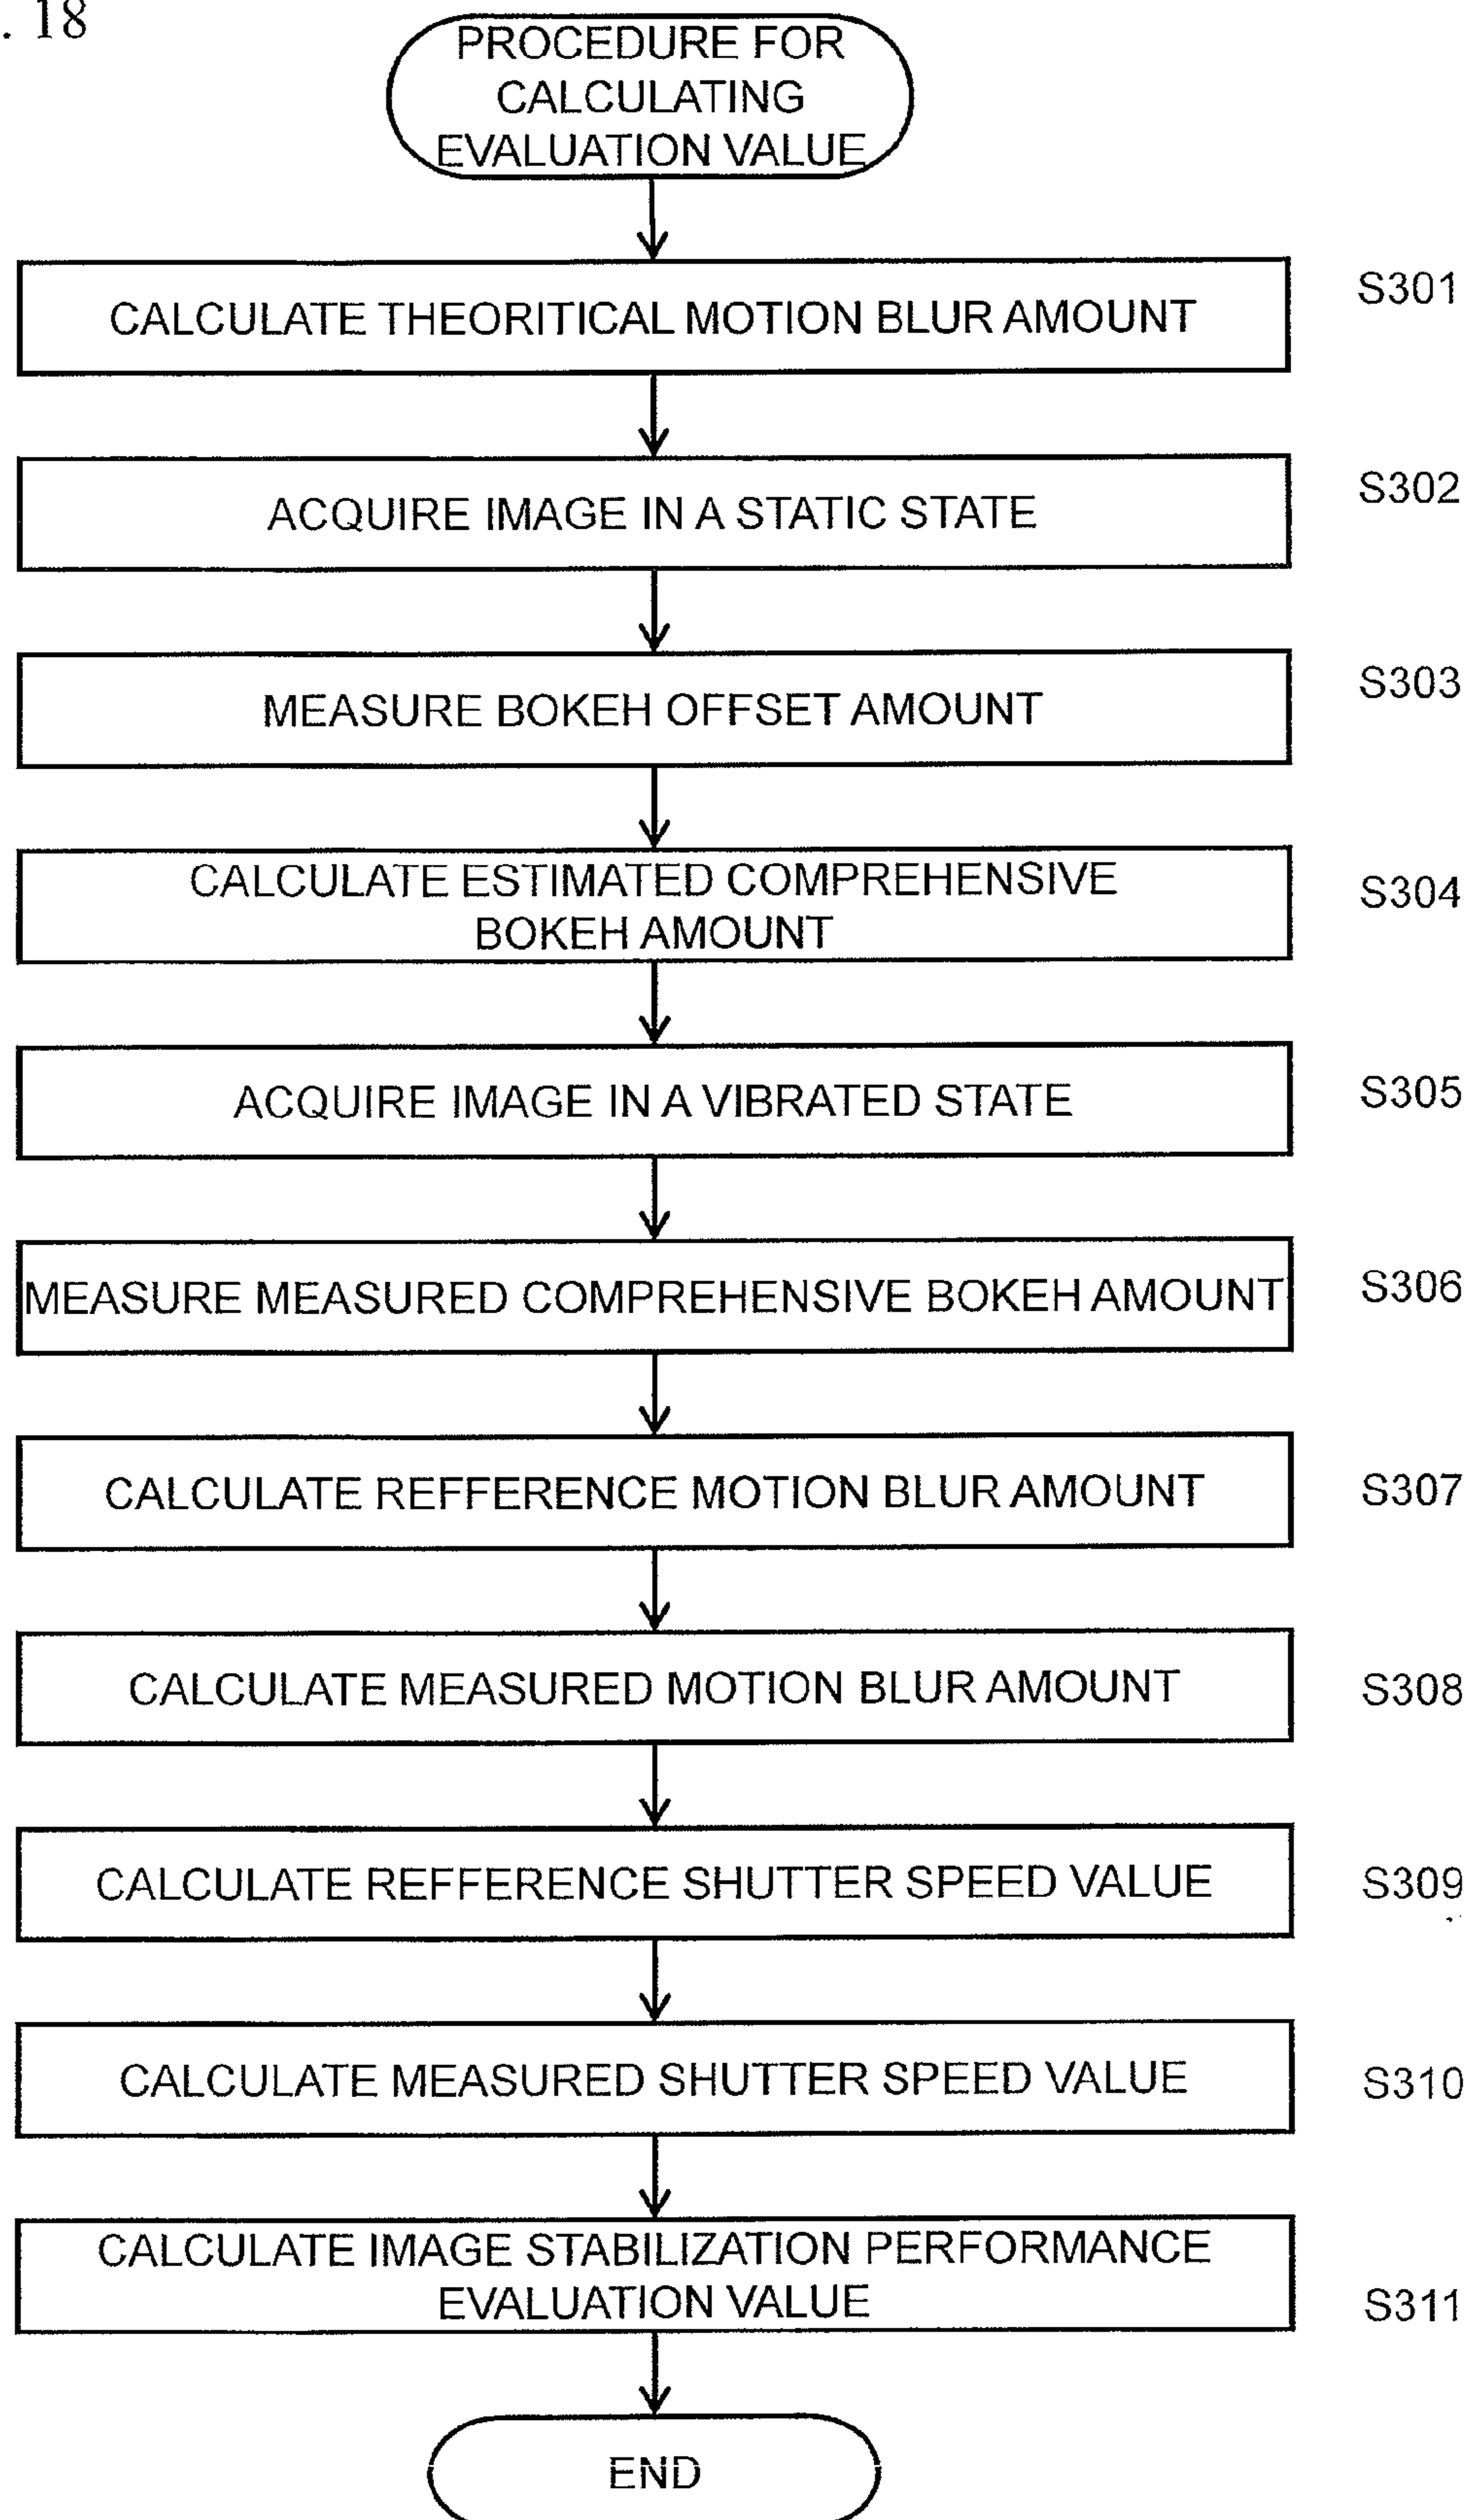 . 18
PROCEDURE FOR
CALCULATING
EVALUATION VALUE
CALCULATE THEORITICAL MOTION BLUR AMOUNT
S301
ACQUIRE IMAGE IN A STATIC STATE
S302
MEASURE BOKEH OFFSET AMOUNT
S303
CALCULATE ESTIMATED COMPREHENSIVE
BOKEH AMOUNT
S304
ACQUIRE IMAGE IN A VIBRATED STATE
S305
MEASURE MEASURED COMPREHENSIVE BOKEH AMOUNT
S306
CALCULATE REFFERENCE MOTION BLUR AMOUNT
S307
CALCULATE MEASURED MOTION BLUR AMOUNT
S308
CALCULATE REFFERENCE SHUTTER SPEED VALUE
S309
CALCULATE MEASURED SHUTTER SPEED VALUE
S310
CALCULATE IMAGE STABILIZATION PERFORMANCE
EVALUATION VALUE
S311
END